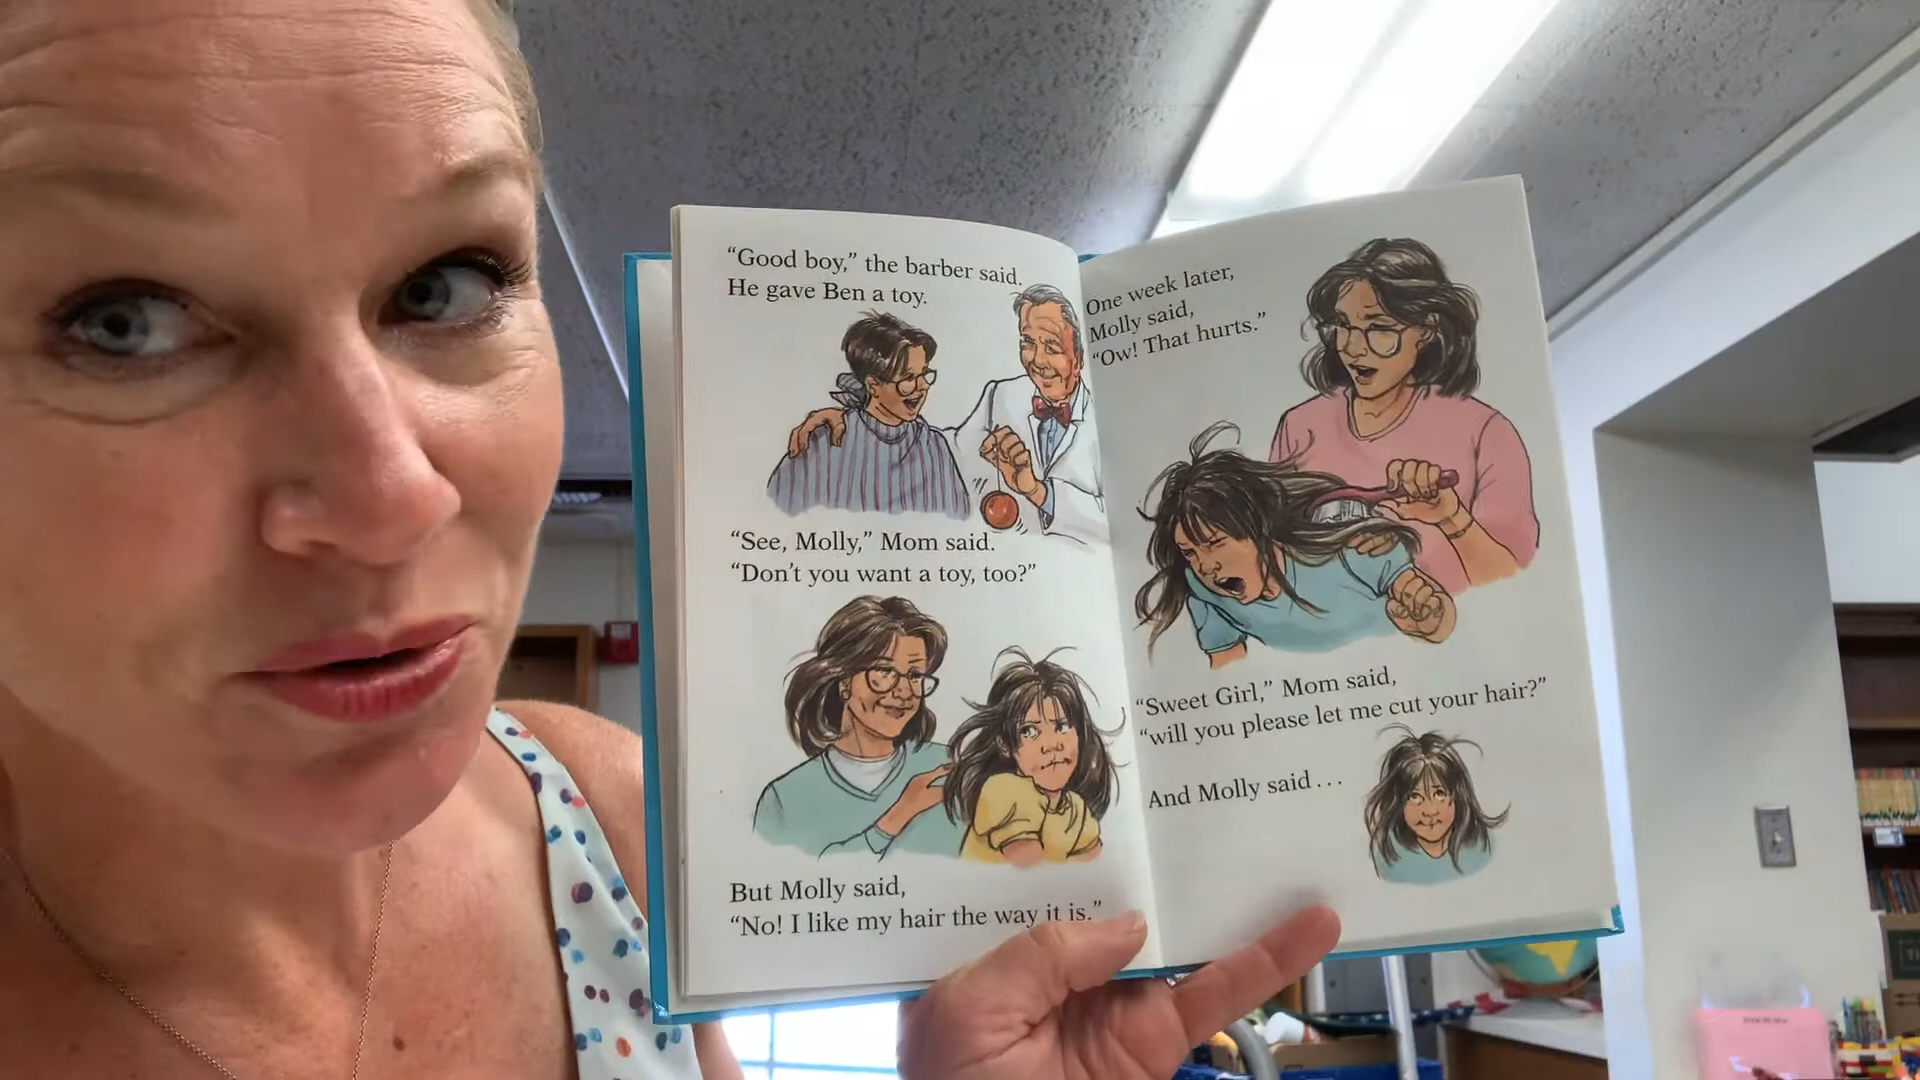 “Good boy,” the barber said.
He gave Ben a toy.
“See, Molly,” Mom said.
“Don’t you want a toy, too?”
But Molly said,
“No! I like my hair the way it is.”
One week later,
Molly said,
“Ow! That hurts.”
“Sweet Girl,” Mom said,
“will you please let me cut your hair?”
And Molly said . . .